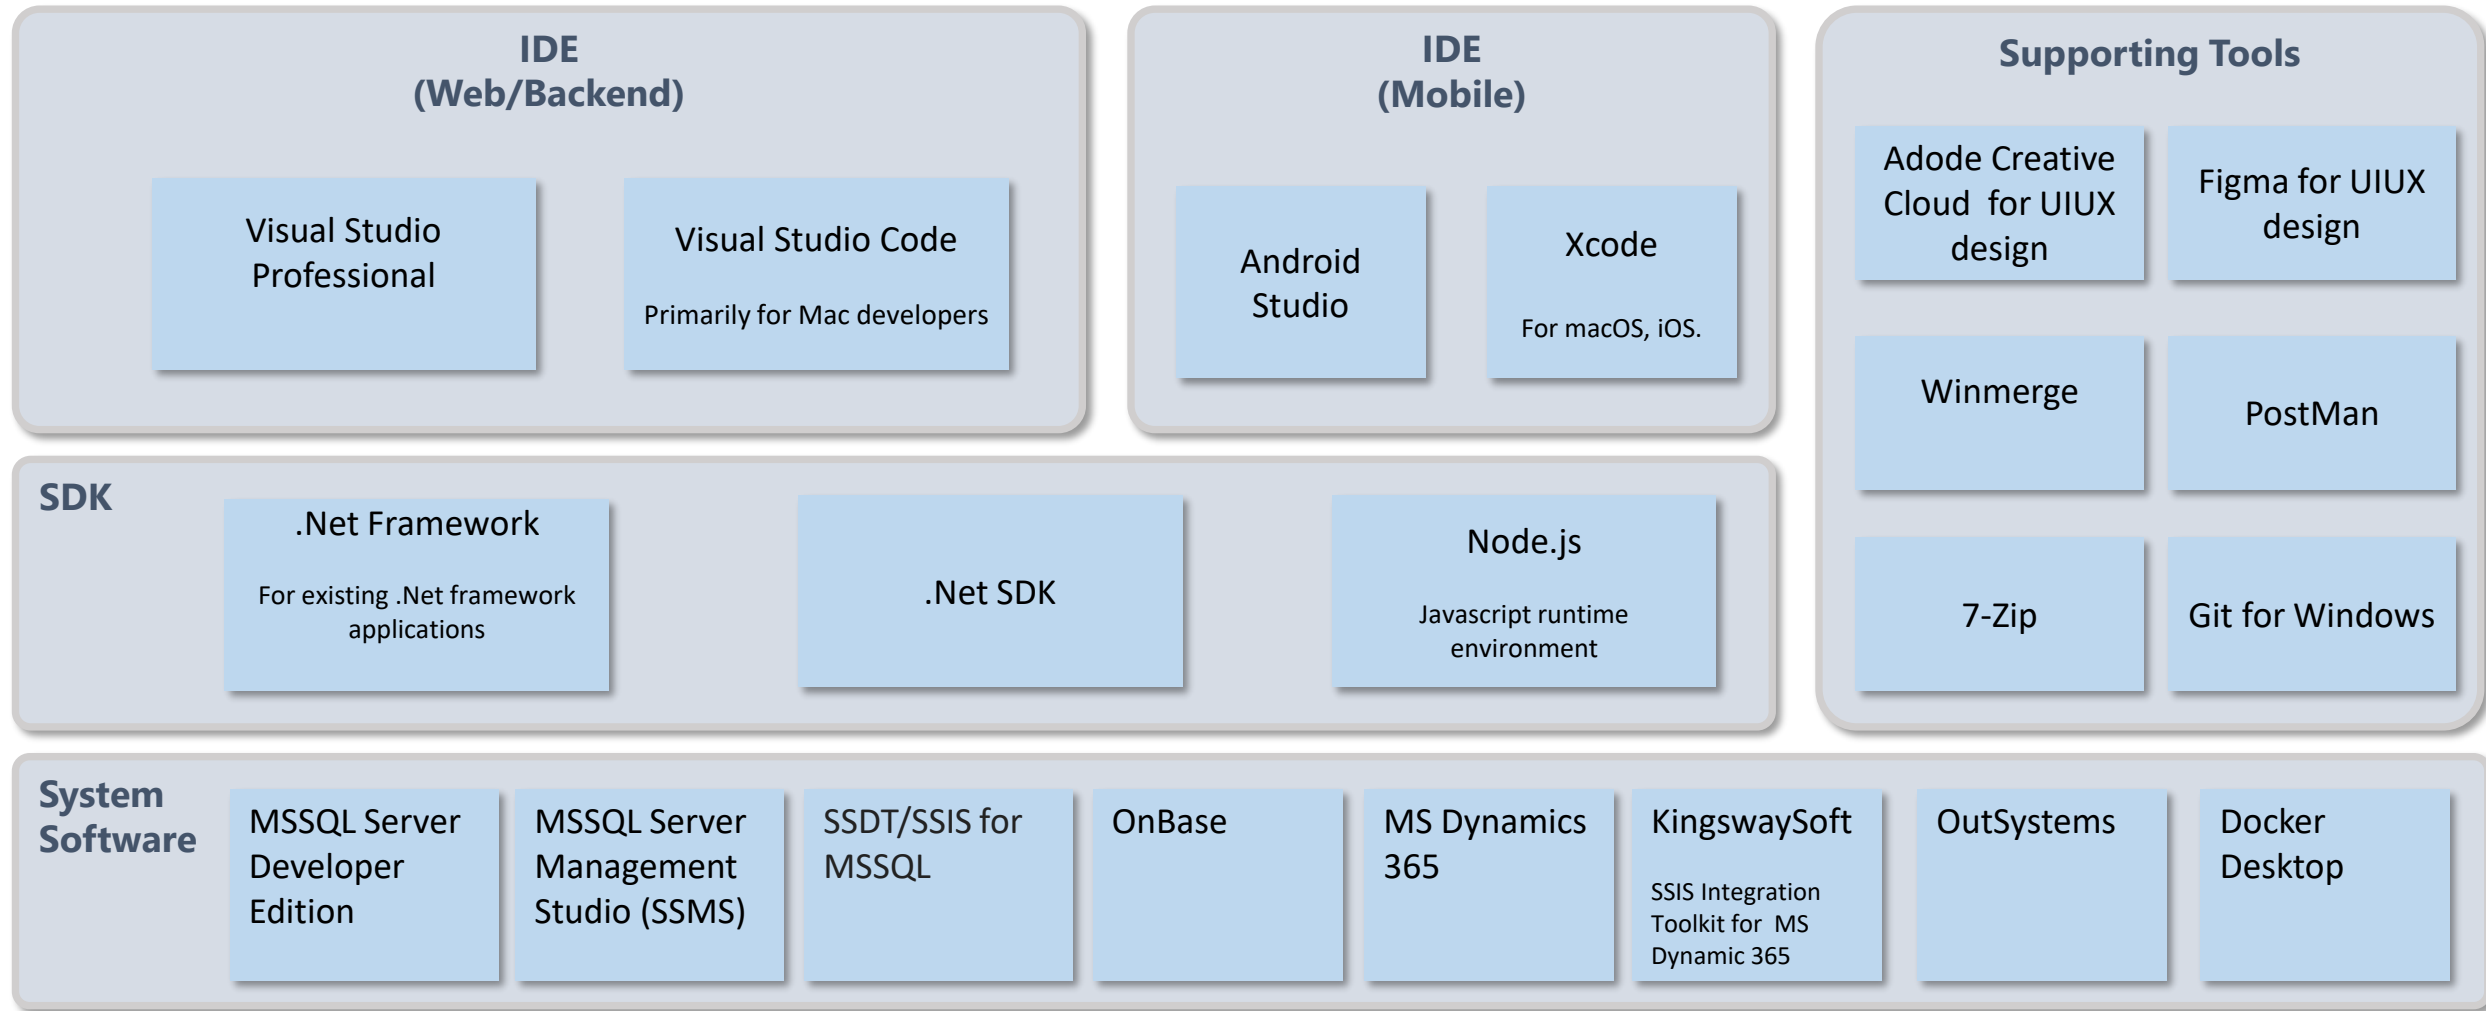 IDE
(Web/Backend)
Visual Studio
Professional
Visual Studio Code
Primarily for Mac developers
IDE
(Mobile)
Android
Studio
Xcode
For macOS, iOS.
Supporting Tools
Adode Creative
Cloud  for UIUX
design
Figma for UIUX
design
Winmerge
PostMan
7-Zip
Git for Windows
SDK
.Net Framework
For existing .Net framework
applications
.Net SDK
Node.js
Javascript runtime
environment
System
Software
MSSQL Server
Developer
Edition
MSSQL Server
Management
Studio (SSMS)
SSDT/SSIS for
MSSQL
OnBase
MS Dynamics
365
KingswaySoft
SSIS Integration
Toolkit for  MS
Dynamic 365
OutSystems
Docker
Desktop